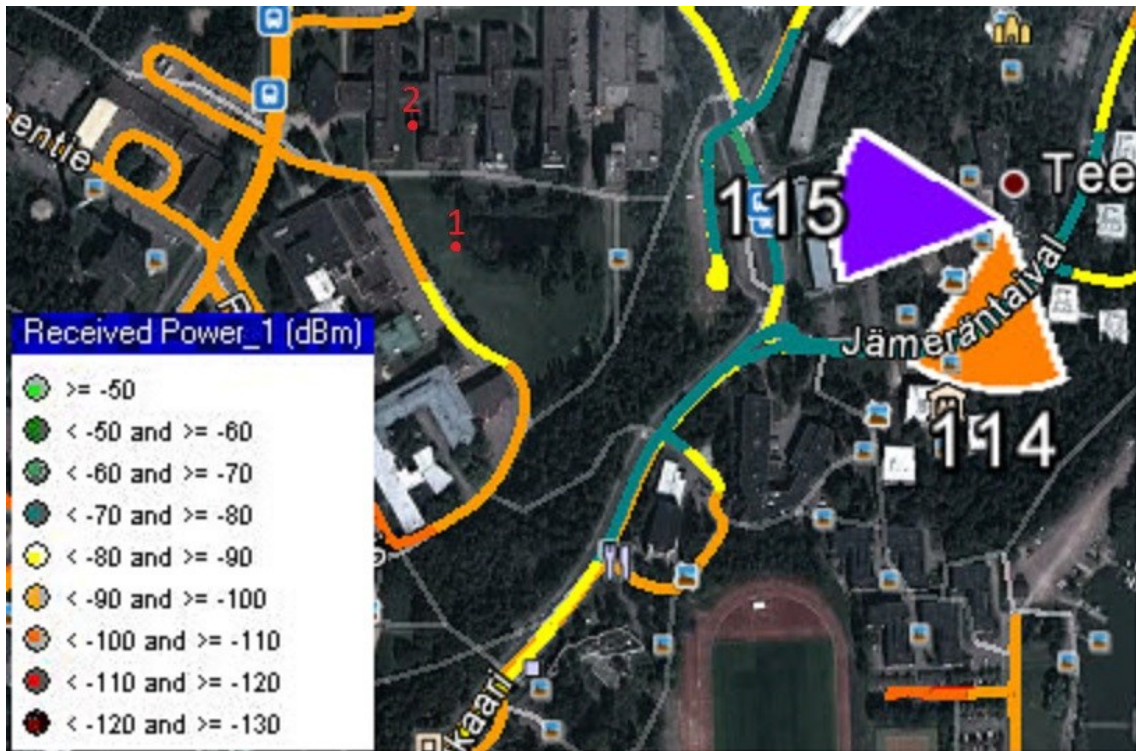 2
entie
115
Tee
1
Jämeräntaival
Received Power_1 (dBm)
>= -50
< -50 and >= -60
< -60 and >= -70
< -70 and >= -80
< -80 and >= -90
< -90 and >= -100
< -100 and >= -110
< -110 and >= -120
< -120 and >= -130
114
kaari